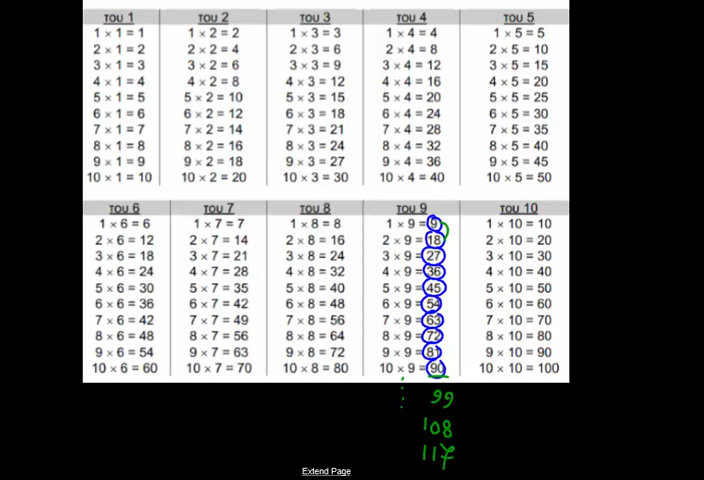 TOU 1 TOU 2 TOU 3 TOU 4 TOU 5
1 × 1 = 1 1 × 2 = 2 1 × 3 = 3 1 × 4 = 4 1 × 5 = 5
2 × 1 = 2 2 × 2 = 4 2 × 3 = 6 2 × 4 = 8 2 × 5 = 10
3 × 1 = 3 3 × 2 = 6 3 × 3 = 9 3 × 4 = 12 3 × 5 = 15
4 × 1 = 4 4 × 2 = 8 4 × 3 = 12 4 × 4 = 16 4 × 5 = 20
5 × 1 = 5 5 × 2 = 10 5 × 3 = 15 5 × 4 = 20 5 × 5 = 25
6 × 1 = 6 6 × 2 = 12 6 × 3 = 18 6 × 4 = 24 6 × 5 = 30
7 × 1 = 7 7 × 2 = 14 7 × 3 = 21 7 × 4 = 28 7 × 5 = 35
8 × 1 = 8 8 × 2 = 16 8 × 3 = 24 8 × 4 = 32 8 × 5 = 40
9 × 1 = 9 9 × 2 = 18 9 × 3 = 27 9 × 4 = 36 9 × 5 = 45
10 × 1 = 10 10 × 2 = 20 10 × 3 = 30 10 × 4 = 40 10 × 5 = 50
TOU 6 TOU 7 TOU 8 TOU 9 TOU 10
1 × 6 = 6 1 × 7 = 7 1 × 8 = 8 1 × 9 = 9 1 × 10 = 10
2 × 6 = 12 2 × 7 = 14 2 × 8 = 16 2 × 9 = 18 2 × 10 = 20
3 × 6 = 18 3 × 7 = 21 3 × 8 = 24 3 × 9 = 27 3 × 10 = 30
4 × 6 = 24 4 × 7 = 28 4 × 8 = 32 4 × 9 = 36 4 × 10 = 40
5 × 6 = 30 5 × 7 = 35 5 × 8 = 40 5 × 9 = 45 5 × 10 = 50
6 × 6 = 36 6 × 7 = 42 6 × 8 = 48 6 × 9 = 54 6 × 10 = 60
7 × 6 = 42 7 × 7 = 49 7 × 8 = 56 7 × 9 = 63 7 × 10 = 70
8 × 6 = 48 8 × 7 = 56 8 × 8 = 64 8 × 9 = 72 8 × 10 = 80
9 × 6 = 54 9 × 7 = 63 9 × 8 = 72 9 × 9 = 81 9 × 10 = 90
10 × 6 = 60 10 × 7 = 70 10 × 8 = 80 10 × 9 = 90 10 × 10 = 100
99
108
117
Extend Page